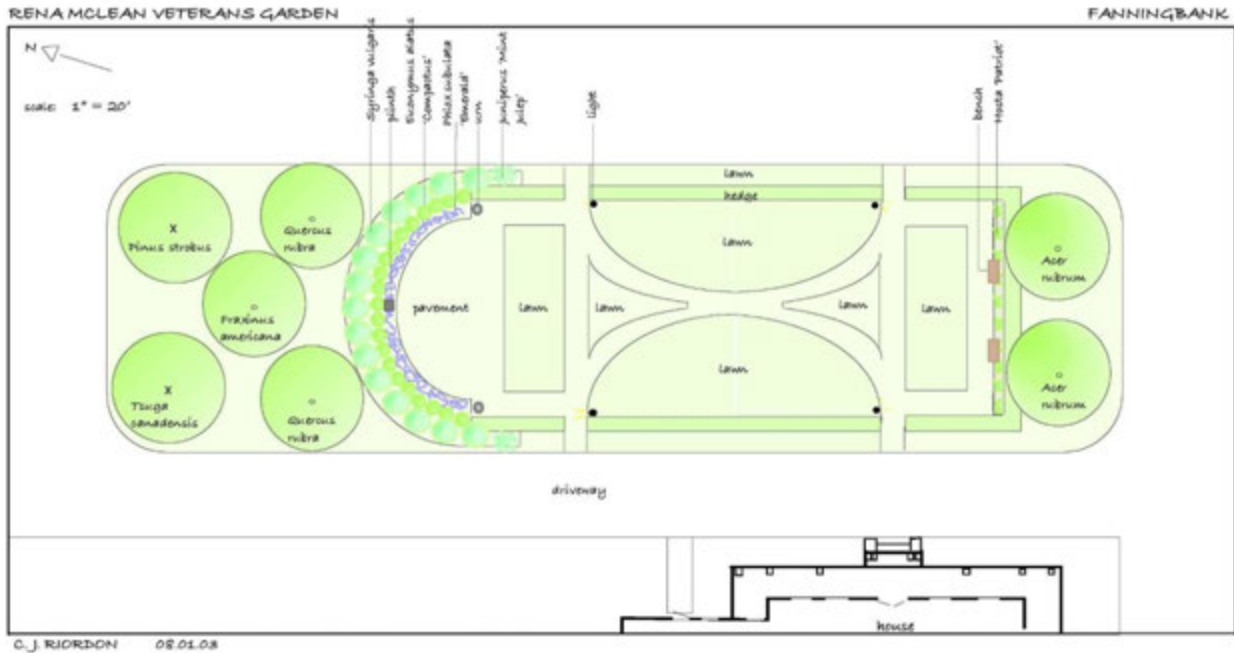 RENA MCLEAN VETERANS GARDEN
FANNINGBANK
N
scale: 1" = 20'
Syringa vulgaris
plinth
Euonymus alatus
'Compactus'
Phlox subulata
'Emerald'
urn
Juniperus 'Mint
Julep'
light
bench
Hosta 'Patriot'
lawn
hedge
x
Pinus strobus
Quercus
rubra
lawn
Acer
rubrum
Fraxinus
americana
pavement
lawn
lawn
lawn
lawn
lawn
x
Tsuga
canadensis
Quercus
rubra
Acer
rubrum
driveway
house
C. J. RIORDON 08.01.03